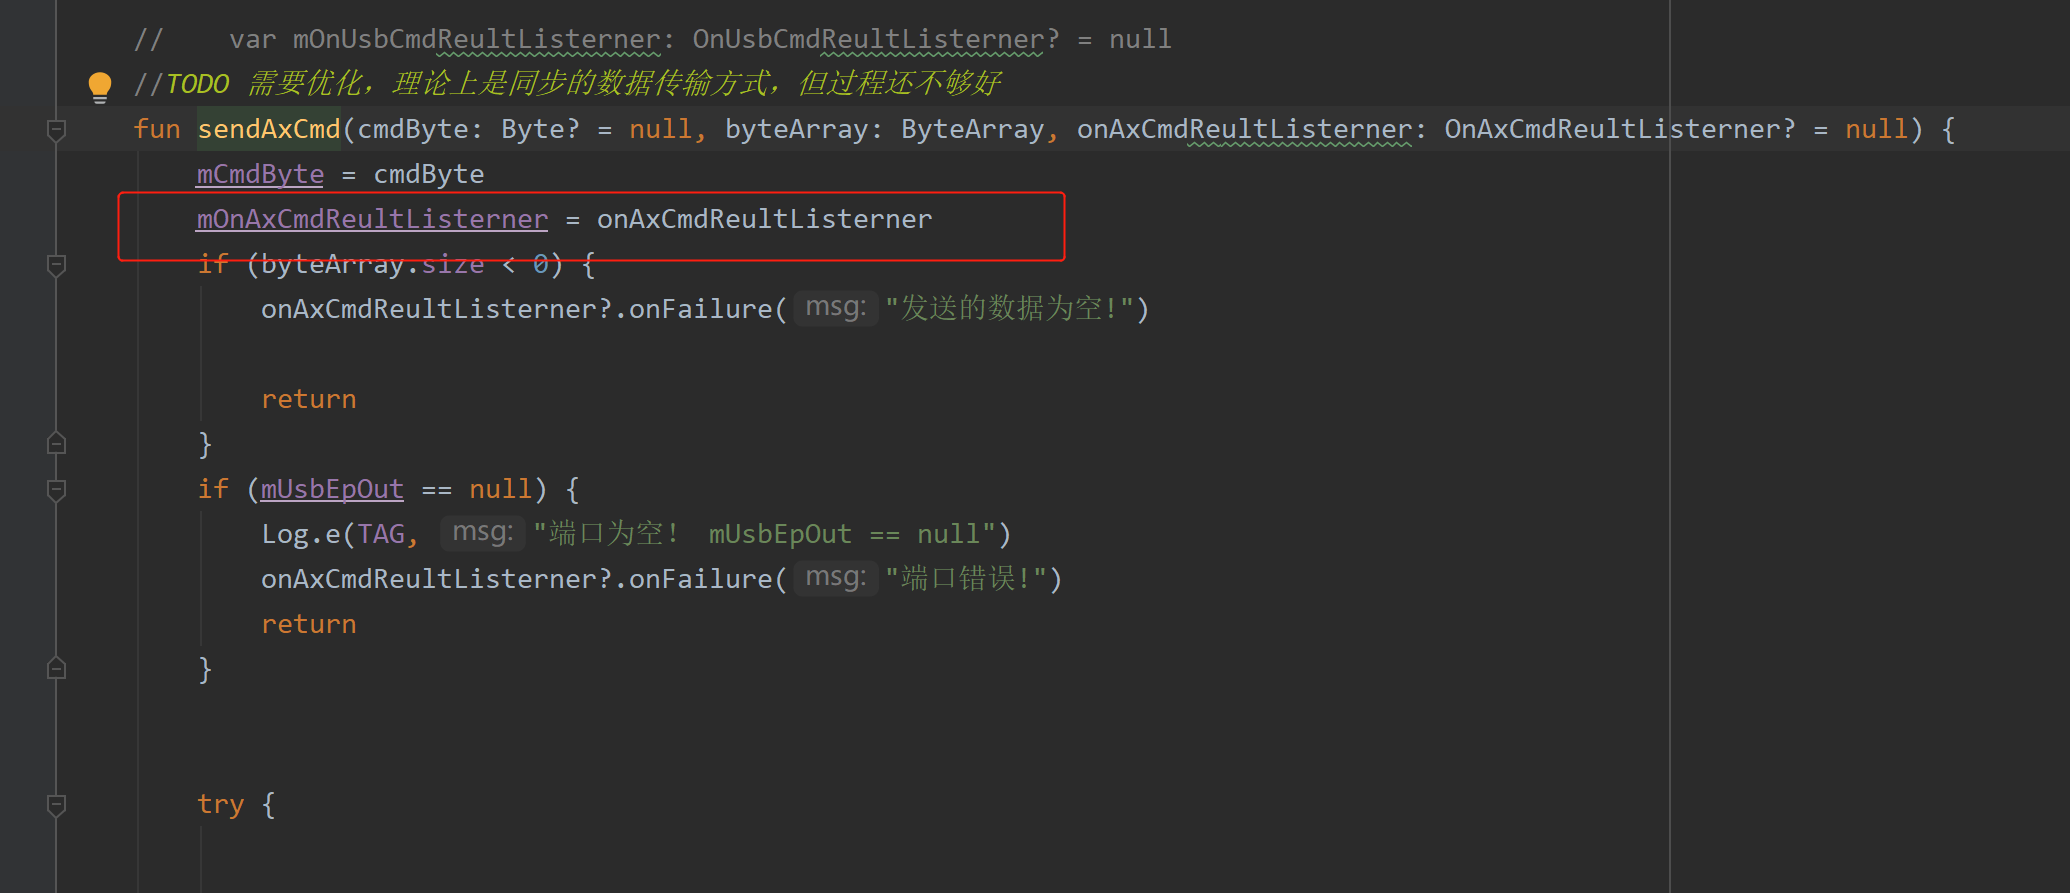 //    var mOnUsbCmdReultListerner: OnUsbCmdReultListerner? = null
//TODO 需要优化，理论上是同步的数据传输方式，但过程还不够好
fun sendAxCmd(cmdByte: Byte? = null, byteArray: ByteArray, onAxCmdReultListerner: OnAxCmdReultListerner? = null) {
mCmdByte = cmdByte
mOnAxCmdReultListerner = onAxCmdReultListerner
if (byteArray.size < 0) {
onAxCmdReultListerner?.onFailure( msg: "发送的数据为空!")
return
}
if (mUsbEpOut == null) {
Log.e(TAG, msg: "端口为空！ mUsbEpOut == null")
onAxCmdReultListerner?.onFailure( msg: "端口错误!")
return
}
try {